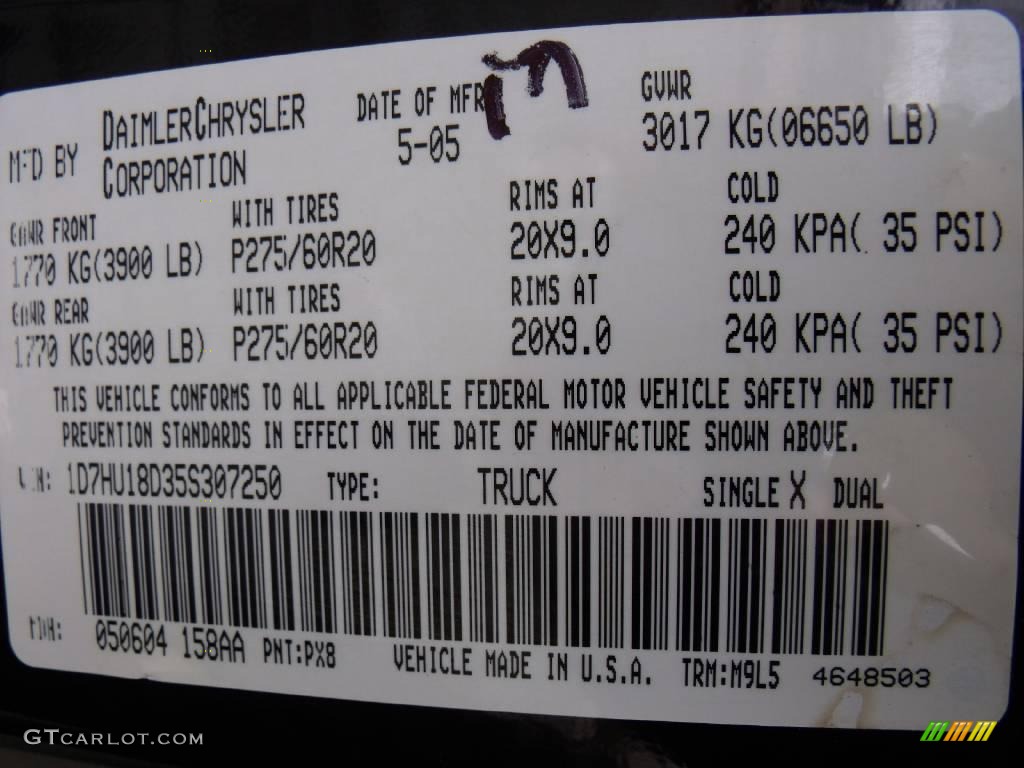 MFD BY DAIMLERCHRYSLER CORPORATION DATE OF MFR 5-05 GVWR 3017 KG(06650 LB)
GAWR FRONT WITH TIRES RIMS AT COLD
1770 KG(3900 LB) P275/60R20 20X9.0 240 KPA( 35 PSI)
GAWR REAR WITH TIRES RIMS AT COLD
1770 KG(3900 LB) P275/60R20 20X9.0 240 KPA( 35 PSI)
THIS VEHICLE CONFORMS TO ALL APPLICABLE FEDERAL MOTOR VEHICLE SAFETY AND THEFT
PREVENTION STANDARDS IN EFFECT ON THE DATE OF MANUFACTURE SHOWN ABOVE.
VIN: 1D7HU18D35S307250 TYPE: TRUCK SINGLE X DUAL
MDH: 050604 158AA PNT:PX8 VEHICLE MADE IN U.S.A. TRM:M9L5 4648503
GTCARLOT.COM